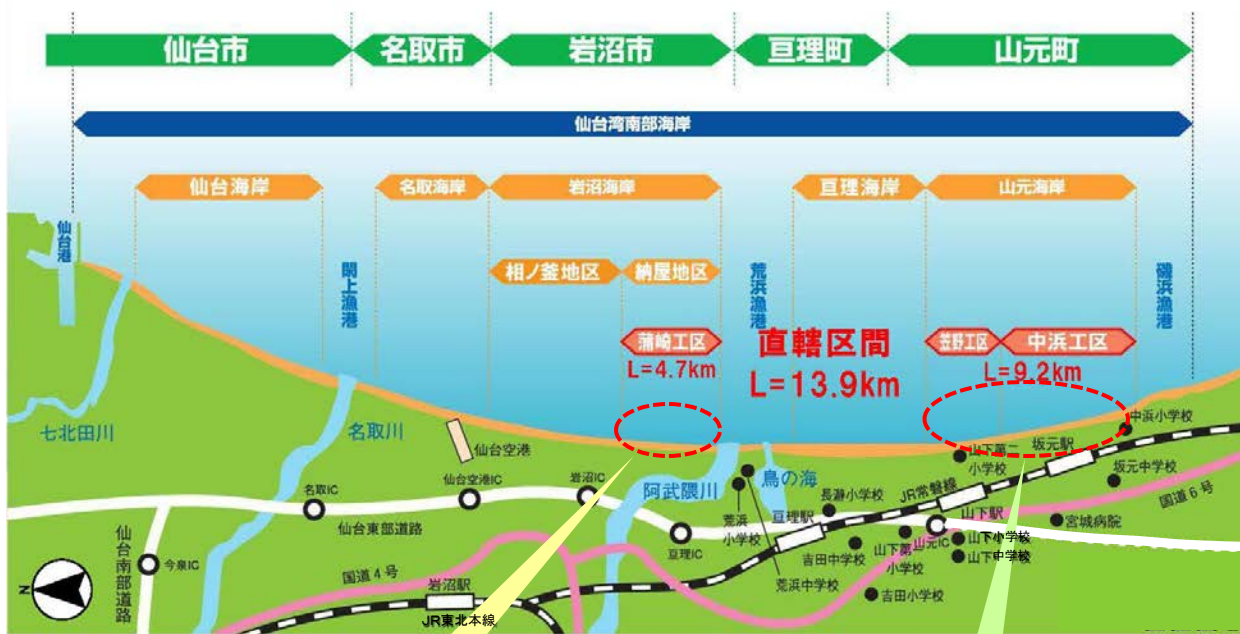 仙台市 名取市 岩沼市 亘理町 山元町
仙台湾南部海岸
仙台海岸 名取海岸 岩沼海岸 亘理海岸 山元海岸
仙台港
閖上漁港
荒浜漁港
磯浜漁港
相ノ釜地区 納屋地区
蒲崎工区
L=4.7km
直轄区間
L=13.9km
笠野工区 中浜工区
L=9.2km
七北田川
名取川
仙台空港
阿武隈川
鳥の海
中浜小学校
坂元駅
山下第二
小学校
坂元中学校
国道6号
名取IC
仙台空港IC
岩沼IC
仙台東部道路
亘理IC
荒浜
小学校
荒浜中学校
亘理駅
長瀞小学校
JR常磐線
山下駅
宮城病院
吉田中学校
山下第一
小学校
山元IC
山下小学校
山下中学校
吉田小学校
仙台南部道路
今泉IC
国道4号
岩沼駅
JR東北本線
N